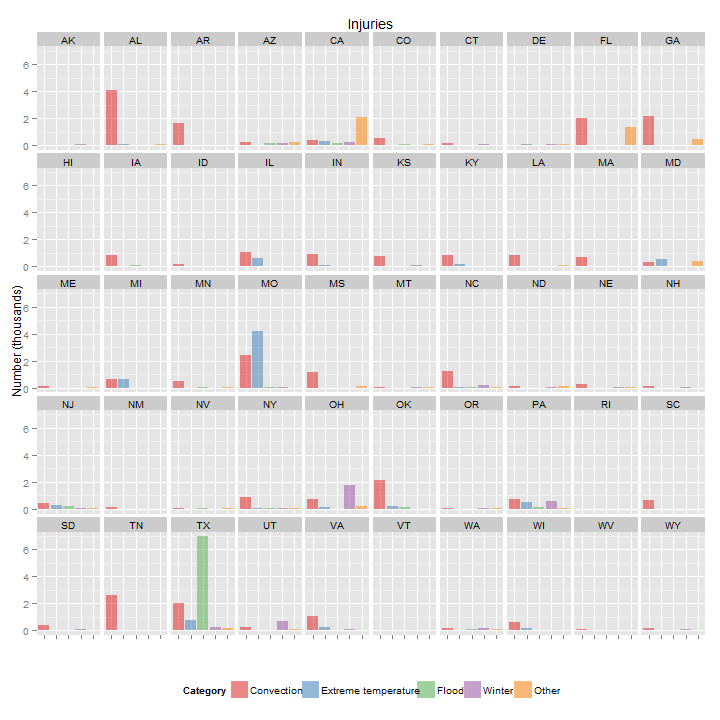 Injuries
AK AL AR AZ CA CO CT DE FL GA
6
4
2
0
HI IA ID IL IN KS KY LA MA MD
6
4
2
0
ME MI MN MO MS MT NC ND NE NH
6
4
2
0
NJ NM NV NY OH OK OR PA RI SC
6
4
2
0
SD TN TX UT VA VT WA WI WV WY
6
4
2
0
Number (thousands)
Category Convection Extreme temperature Flood Winter Other